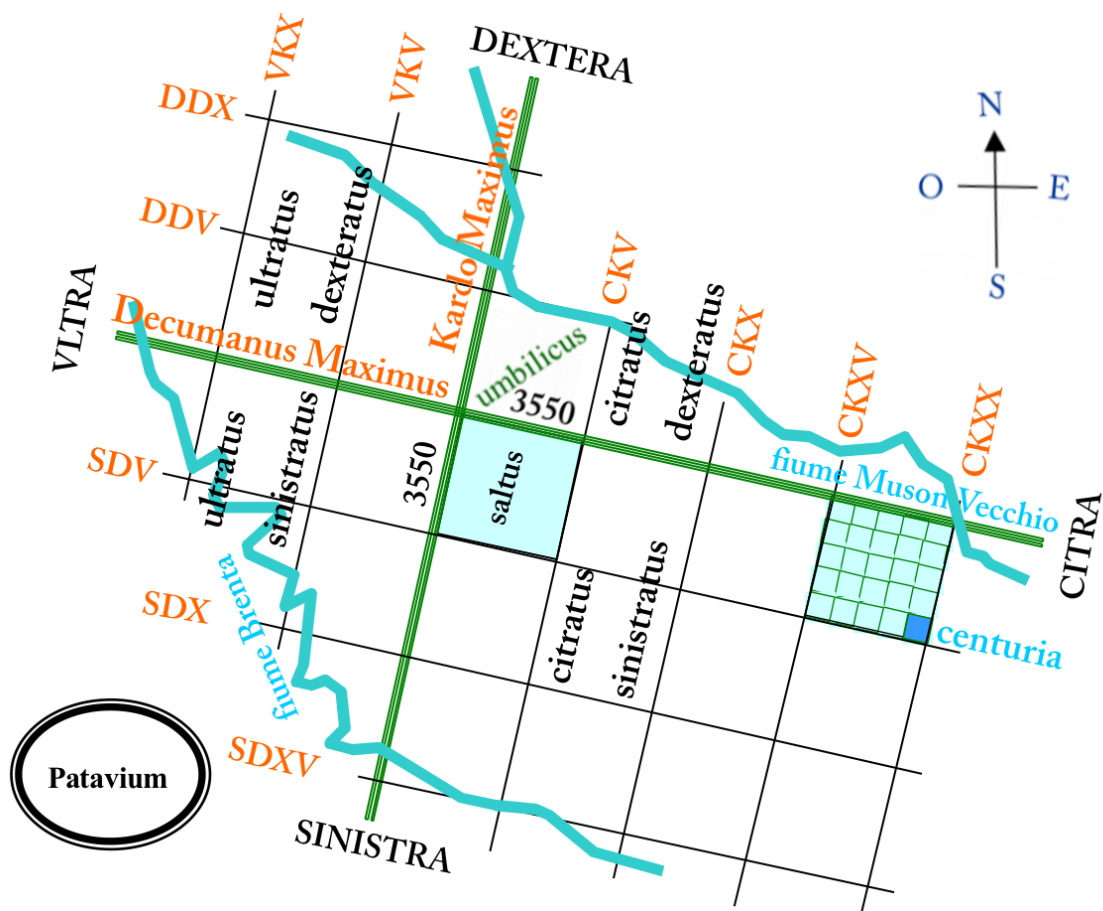 DEXTERA
VKX
VKV
DDX
N
O
E
S
Kardo Maximus
DDV
ultratus
dexteratus
CKV
VLTRA
Decumanus Maximus
umbilicus
3550
citratus
dexteratus
CKX
CKXV
CKXX
SDV
ultratus
sinistratus
3550
saltus
fiume Muson Vecchio
CITRA
fiume Brenta
SDX
citratus
sinistratus
centuria
SDXV
Patavium
SINISTRA